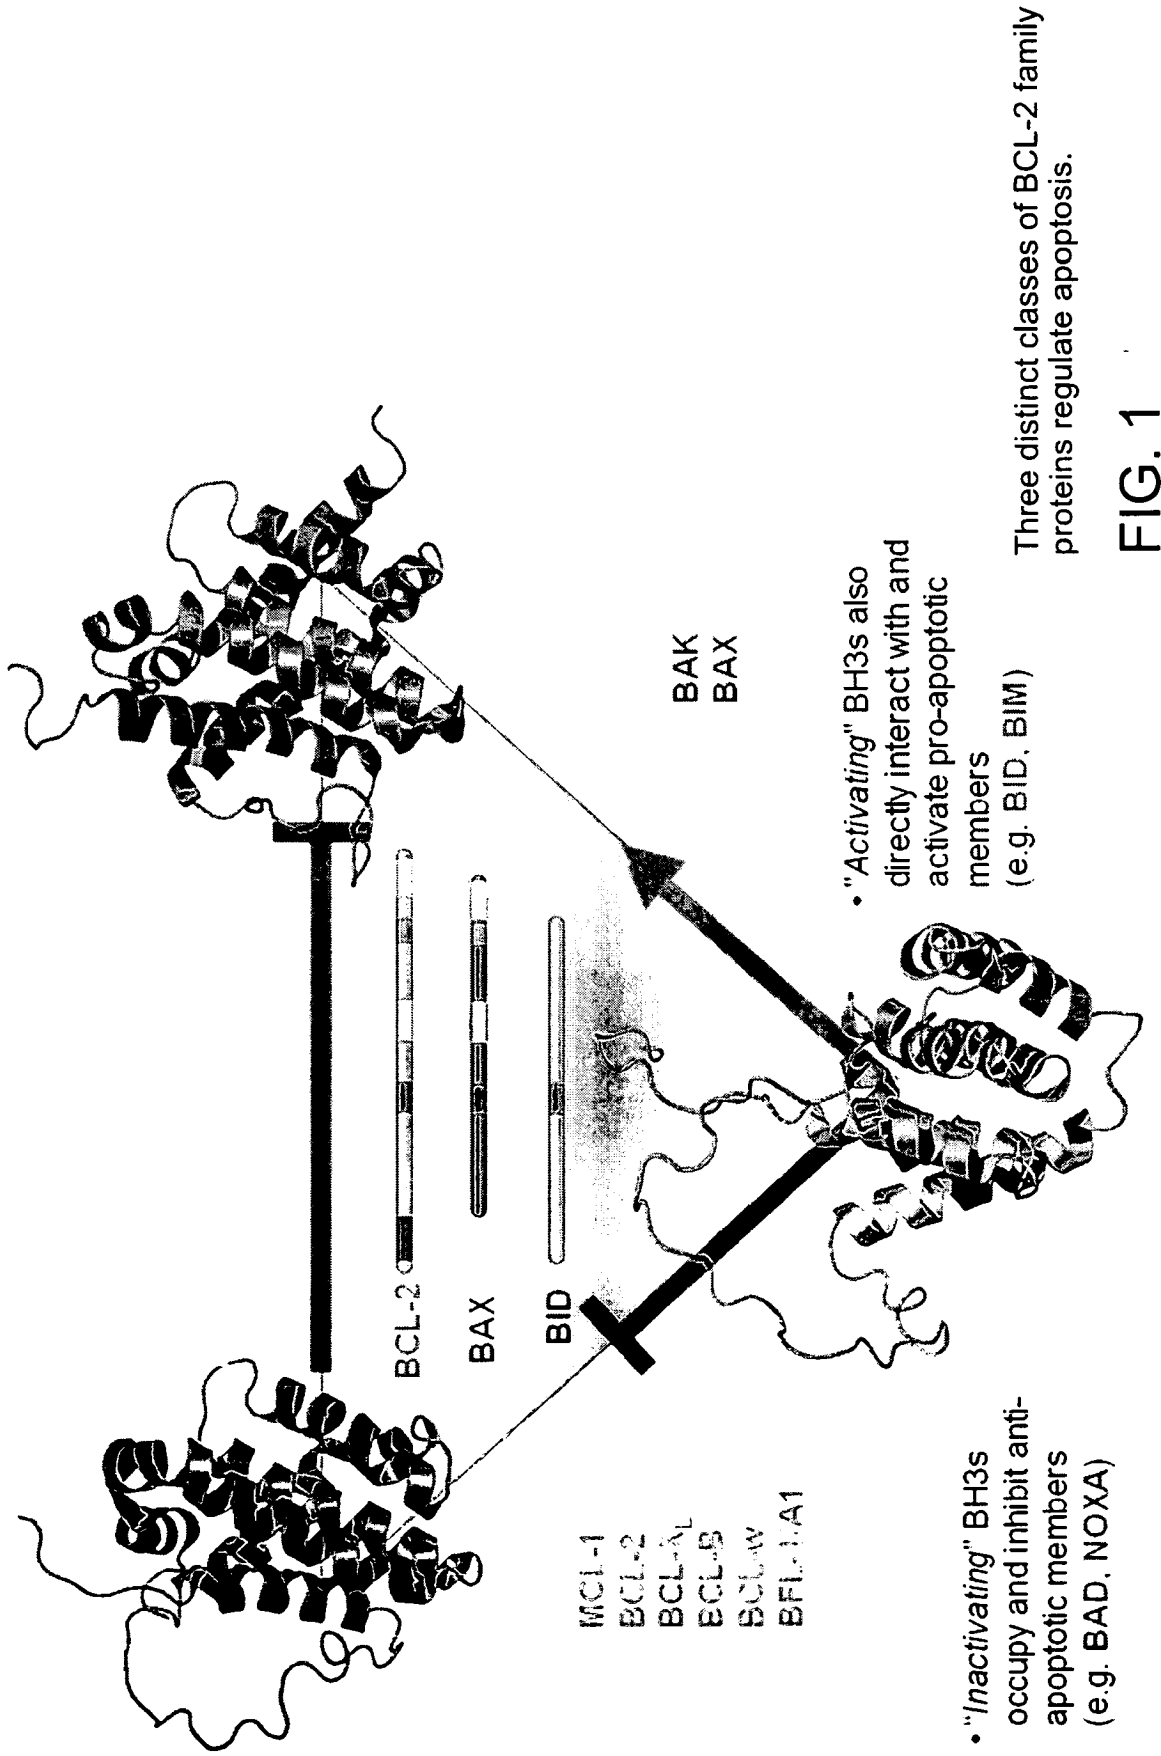 BCL-2
BAX
BID
MCL-1
BCL-2
BCL-XL
BCL-B
BCL-W
BFL-1/A1
BAK
BAX
• "Inactivating" BH3s
occupy and inhibit anti-
apoptotic members
(e.g. BAD, NOXA)
• "Activating" BH3s also
directly interact with and
activate pro-apoptotic
members
(e.g. BID, BIM)
Three distinct classes of BCL-2 family
proteins regulate apoptosis.
FIG. 1